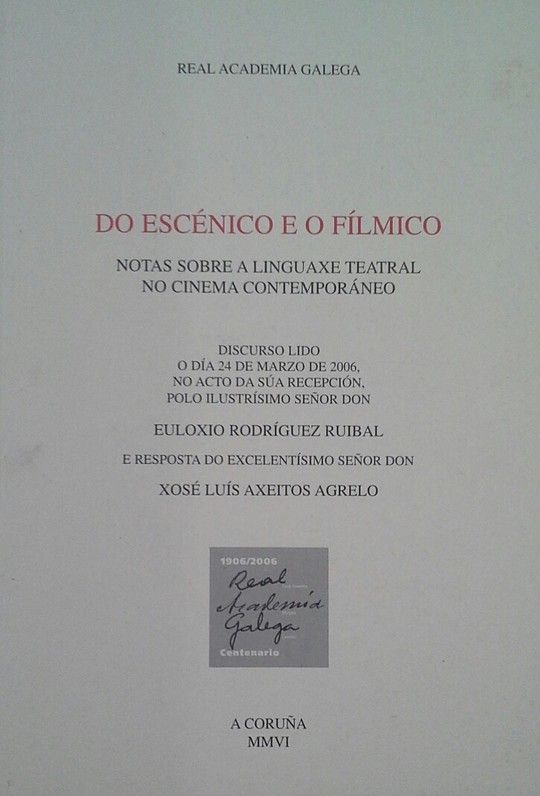 REAL ACADEMIA GALEGA
DO ESCÉNICO E O FÍLMICO
NOTAS SOBRE A LINGUAXE TEATRAL
NO CINEMA CONTEMPORÁNEO
DISCURSO LIDO
O DÍA 24 DE MARZO DE 2006,
NO ACTO DA SÚA RECEPCIÓN,
POLO ILUSTRÍSIMO SEÑOR DON
EULOXIO RODRÍGUEZ RUIBAL
E RESPOSTA DO EXCELENTÍSIMO SEÑOR DON
XOSÉ LUÍS AXEITOS AGRELO
1906/2006
Real
Academia
Galega
Centenario
A CORUÑA
MMVI